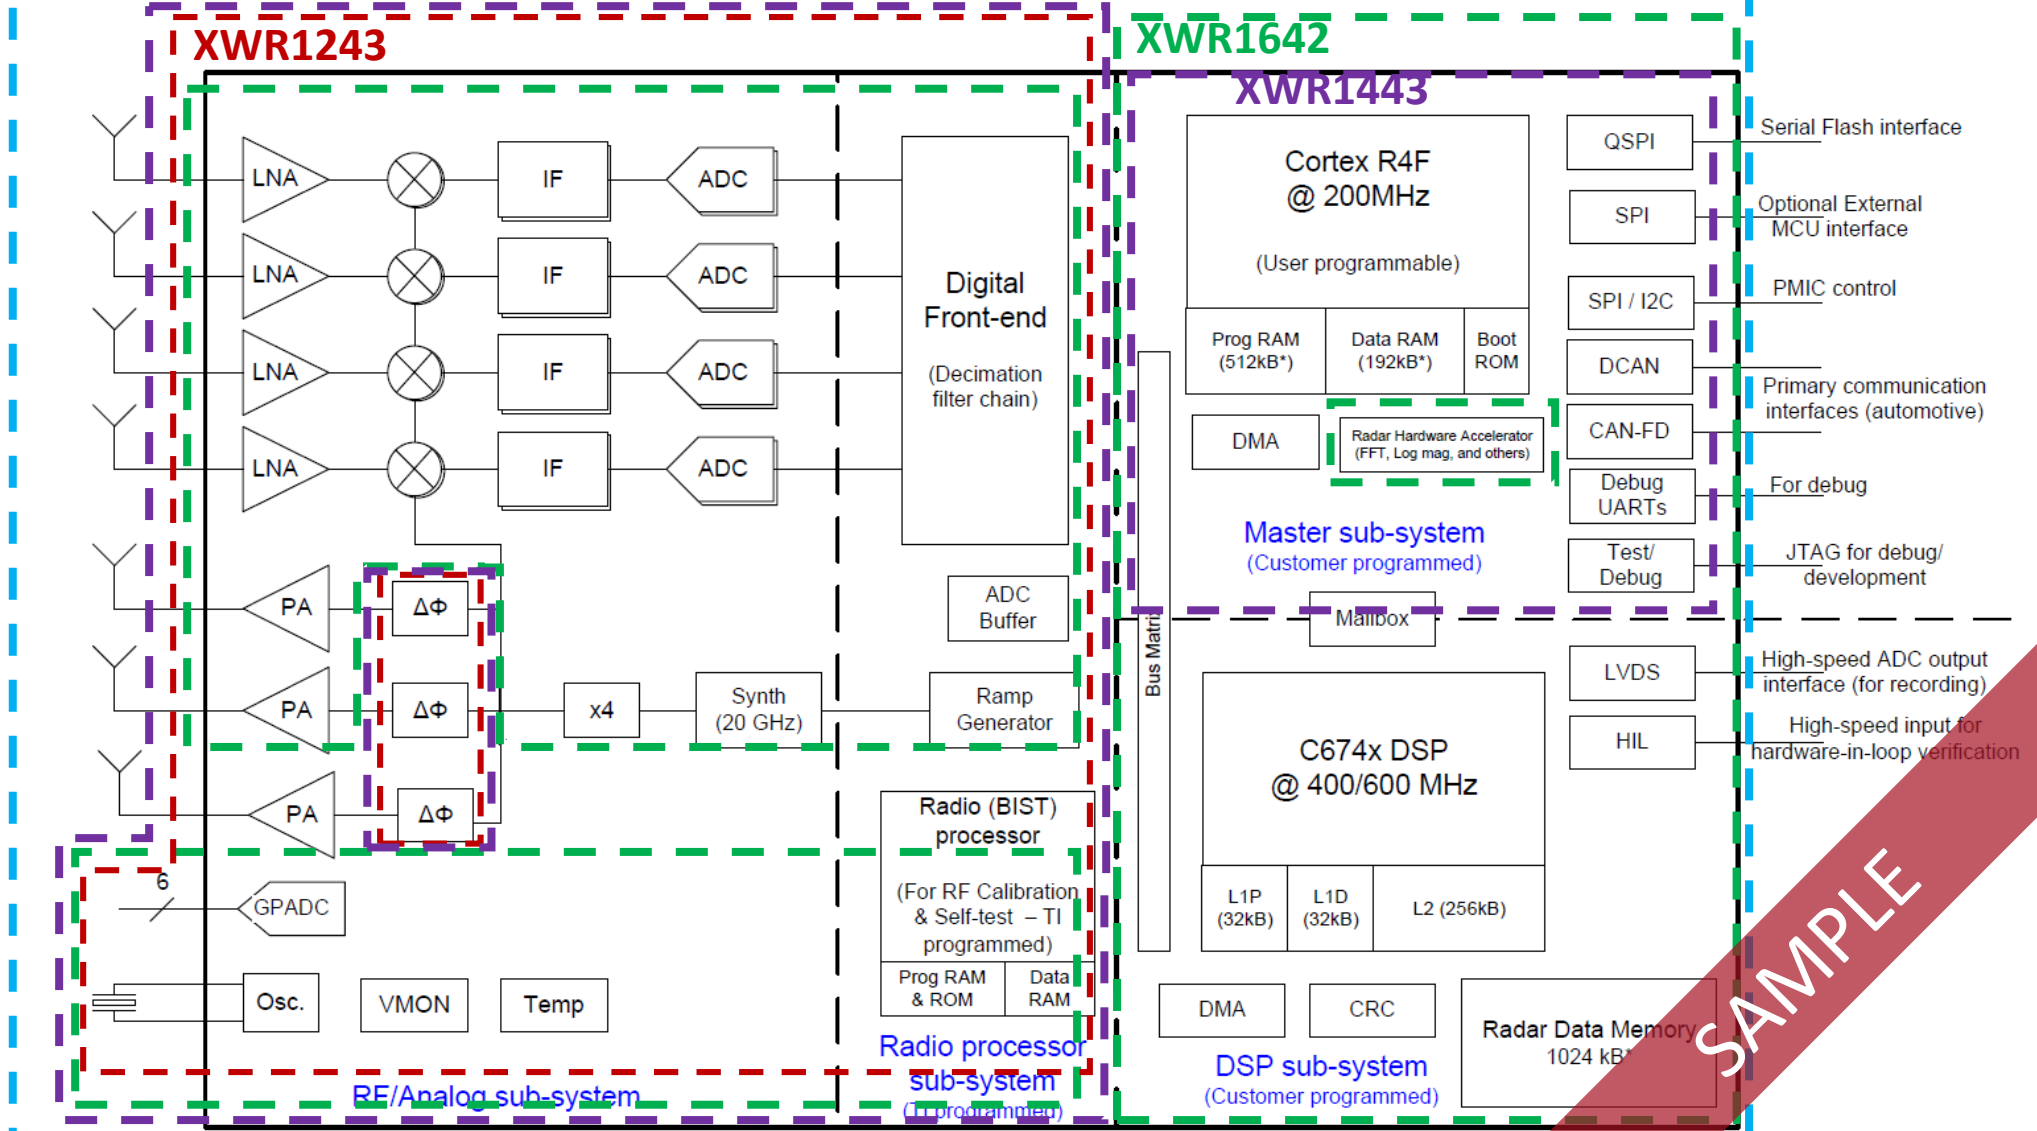 XWR1243
XWR1642
XWR1443
LNA
IF
ADC
LNA
IF
ADC
LNA
IF
ADC
LNA
IF
ADC
Digital
Front-end
(Decimation
filter chain)
PA
ΔΦ
PA
ΔΦ
PA
ΔΦ
x4
Synth
(20 GHz)
ADC
Buffer
Ramp
Generator
6
GPADC
Osc.
VMON
Temp
RF/Analog sub-system
Radio (BIST)
processor
(For RF Calibration
& Self-test – TI
programmed)
Prog RAM
& ROM
Data
RAM
Radio processor
sub-system
(TI programmed)
Cortex R4F
@ 200MHz
(User programmable)
Prog RAM
(512kB*)
Data RAM
(192kB*)
Boot
ROM
DMA
Radar Hardware Accelerator
(FFT, Log mag, and others)
Master sub-system
(Customer programmed)
Mailbox
Bus Matrix
QSPI
SPI
SPI / I2C
DCAN
CAN-FD
Debug
UARTs
Test/
Debug
LVDS
HIL
Serial Flash interface
Optional External
MCU interface
PMIC control
Primary communication
interfaces (automotive)
For debug
JTAG for debug/
development
High-speed ADC output
interface (for recording)
High-speed input for
hardware-in-loop verification
C674x DSP
@ 400/600 MHz
L1P
(32kB)
L1D
(32kB)
L2 (256kB)
DMA
CRC
Radar Data Memory
1024 kB*
DSP sub-system
(Customer programmed)
SAMPLE